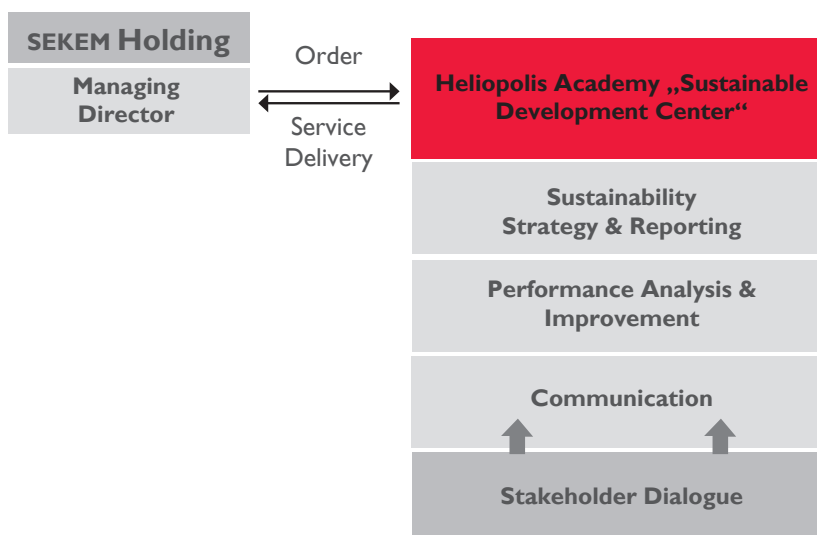 SEKEM Holding
Managing
Director
Order
Service
Delivery
Heliopolis Academy „Sustainable
Development Center“
Sustainability
Strategy & Reporting
Performance Analysis &
Improvement
Communication
Stakeholder Dialogue